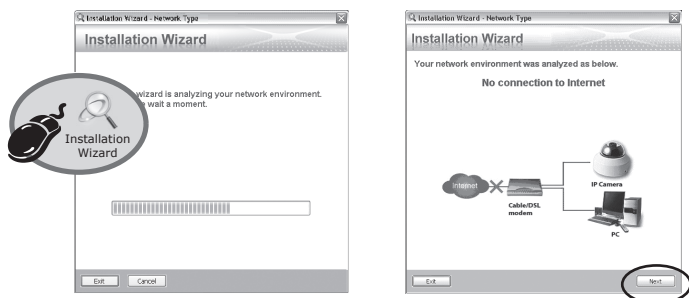 Installation Wizard - Network Type
Installation Wizard
wizard is analyzing your network environment.
wait a moment.
Installation
Wizard
Exit
Cancel
Installation Wizard - Network Type
Installation Wizard
Your network environment was analyzed as below.
No connection to Internet
Internet
IP Camera
Cable/DSL
modem
PC
Exit
Next